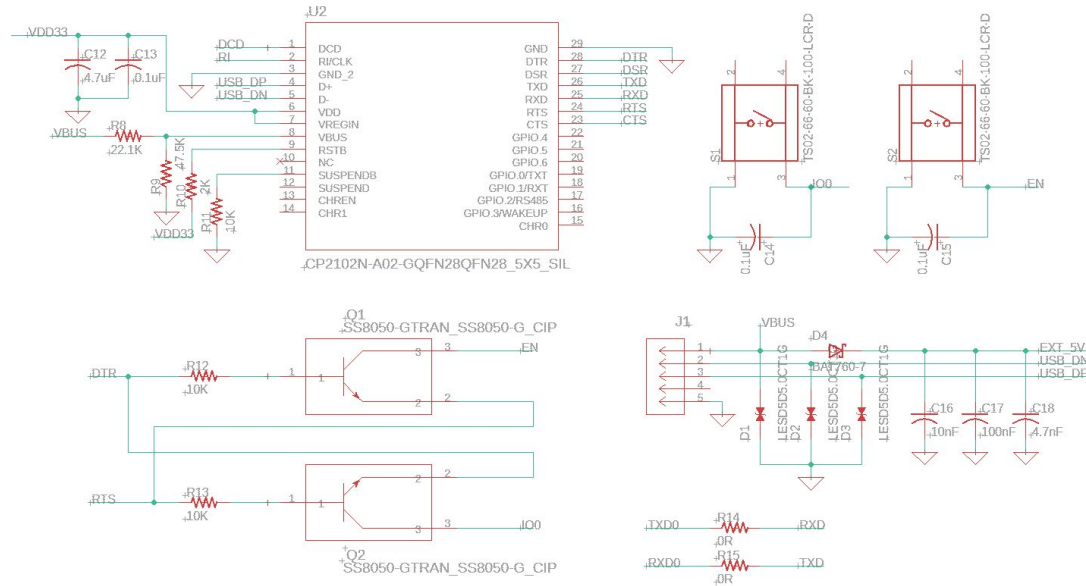 U2
VDD33
C12
4.7uF
C13
0.1uF
DCD
RI
USB_DP
USB_DN
VBUS
R8
22.1K
R9
47.5K
R10
2K
R11
10K
VDD33
1
2
3
4
5
6
7
8
9
10
11
12
13
14
DCD
RI/CLK
GND_2
D+
D-
VDD
VREGIN
VBUS
RSTB
NC
SUSPENDB
SUSPEND
CHREN
CHR1
GND
DTR
DSR
TXD
RXD
RTS
CTS
GPIO.4
GPIO.5
GPIO.6
GPIO.0/TXT
GPIO.1/RXT
GPIO.2/RS485
GPIO.3/WAKEUP
CHR0
29
28
27
26
25
24
23
22
21
20
19
18
17
16
15
DTR
DSR
TXD
RXD
RTS
CTS
CP2102N-A02-GQFN28QFN28_5X5_SIL
2
4
S1
TS02-66-60-BK-100-LCR-D
1
3
IO0
0.1uF
C14
2
4
S2
TS02-66-60-BK-100-LCR-D
1
3
EN
0.1uF
C15
Q1
SS8050-GTRAN_SS8050-G_CIP
DTR
R12
10K
1
1
3
3
EN
2
2
RTS
R13
10K
1
1
2
2
3
3
IO0
Q2
SS8050-GTRAN_SS8050-G_CIP
J1
1
2
3
4
5
VBUS
D4
BAT760-7
EXT_5V
USB_DN
USB_DP
D1
LESD5D5.0CT1G
D2
LESD5D5.0CT1G
D3
LESD5D5.0CT1G
C16
10nF
C17
100nF
C18
4.7nF
TXD0
R14
0R
RXD
RXD0
R15
0R
TXD